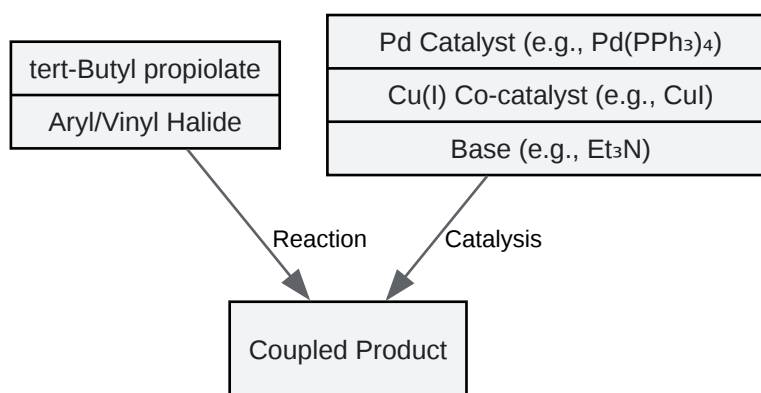 tert-Butyl propiolate
Aryl/Vinyl Halide
Pd Catalyst (e.g., Pd(PPh₃)₄)
Cu(I) Co-catalyst (e.g., CuI)
Base (e.g., Et₃N)
Reaction
Catalysis
Coupled Product